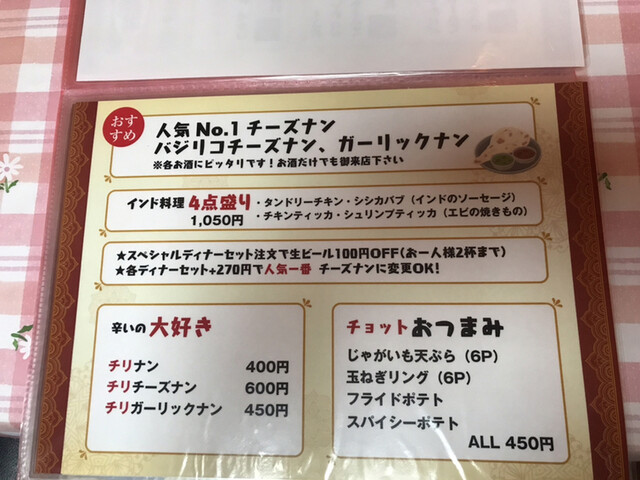 おすすめ
人気No.1チーズナン
バジリコチーズナン、ガーリックナン
※各お酒にピッタリです！お酒だけでも御来店下さい
インド料理 4点盛り ・タンドリーチキン・シシカバブ（インドのソーセージ）
1,050円 ・チキンティッカ・シュリンプティッカ（エビの焼きもの）
★スペシャルディナーセット注文で生ビール100円OFF（お一人様2杯まで）
★各ディナーセット+270円で人気一番 チーズナンに変更OK！
辛いの大好き
チリナン 400円
チリチーズナン 600円
チリガーリックナン 450円
チョットおつまみ
じゃがいも天ぷら（6P）
玉ねぎリング（6P）
フライドポテト
スパイシーポテト
ALL 450円